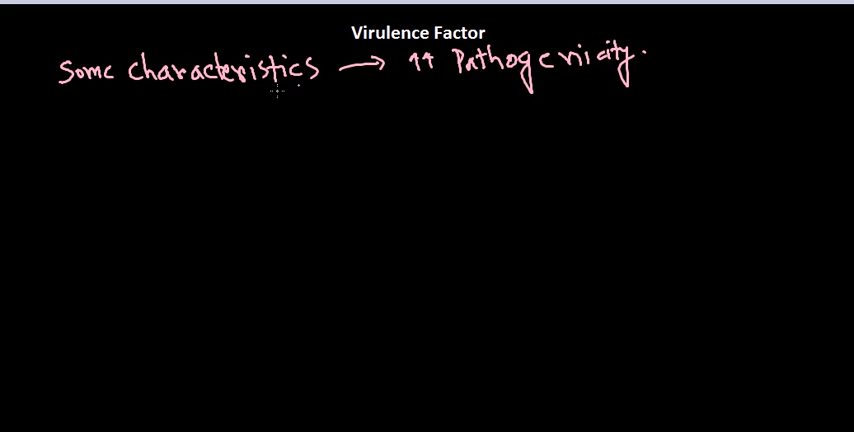 Virulence Factor
Some characteristics → ↑↑ Pathogenicity.